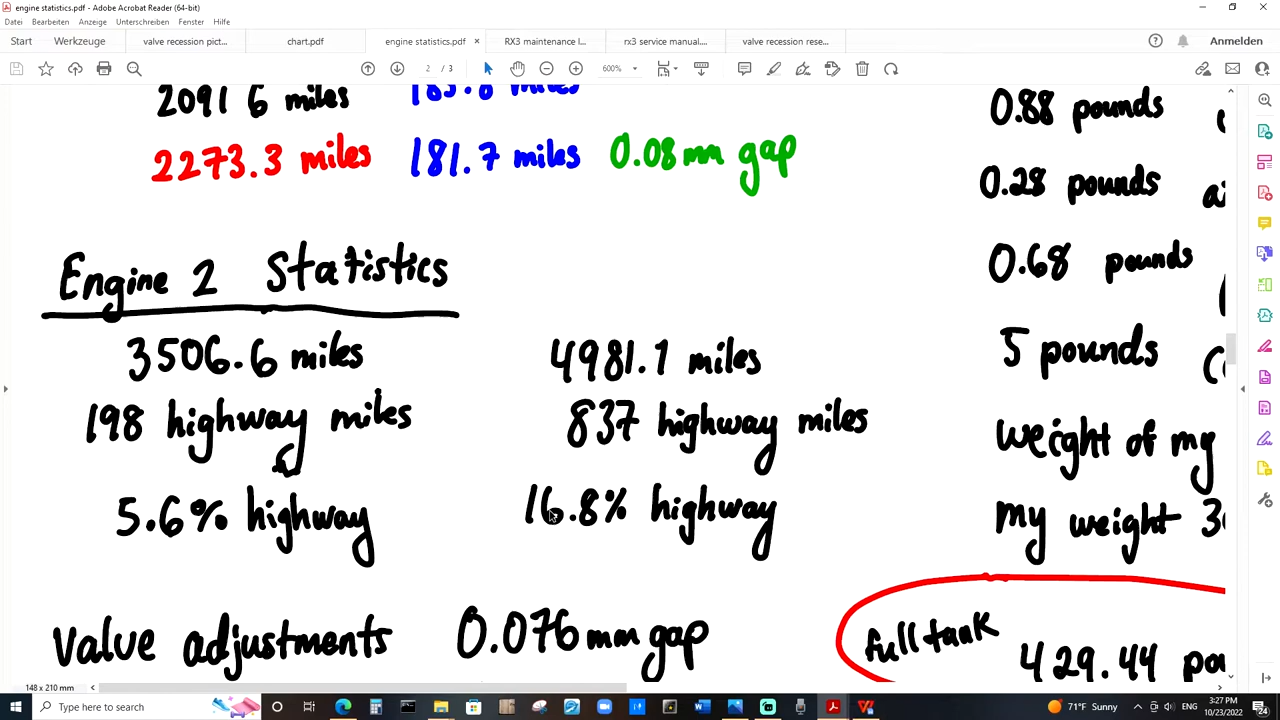 engine statistics.pdf - Adobe Acrobat Reader (64-bit)
Datei Bearbeiten Anzeige Unterschreiben Fenster Hilfe
Start Werkzeuge valve recession pict... chart.pdf engine statistics.pdf × RX3 maintenance l... rx3 service manual.... valve recession rese... Anmelden
2 / 3 600%
2091 6 miles 183.8 miles
2273.3 miles 181.7 miles 0.08 mm gap
Engine 2 Statistics
3506.6 miles 4981.1 miles
198 highway miles 837 highway miles
5.6% highway 16.8% highway
Valve adjustments 0.076 mm gap
0.88 pounds
0.28 pounds
0.68 pounds
5 pounds
weight of my
my weight
full tank
429.44
148 x 210 mm
Type here to search
71°F Sunny
3:27 PM
10/23/2022
24